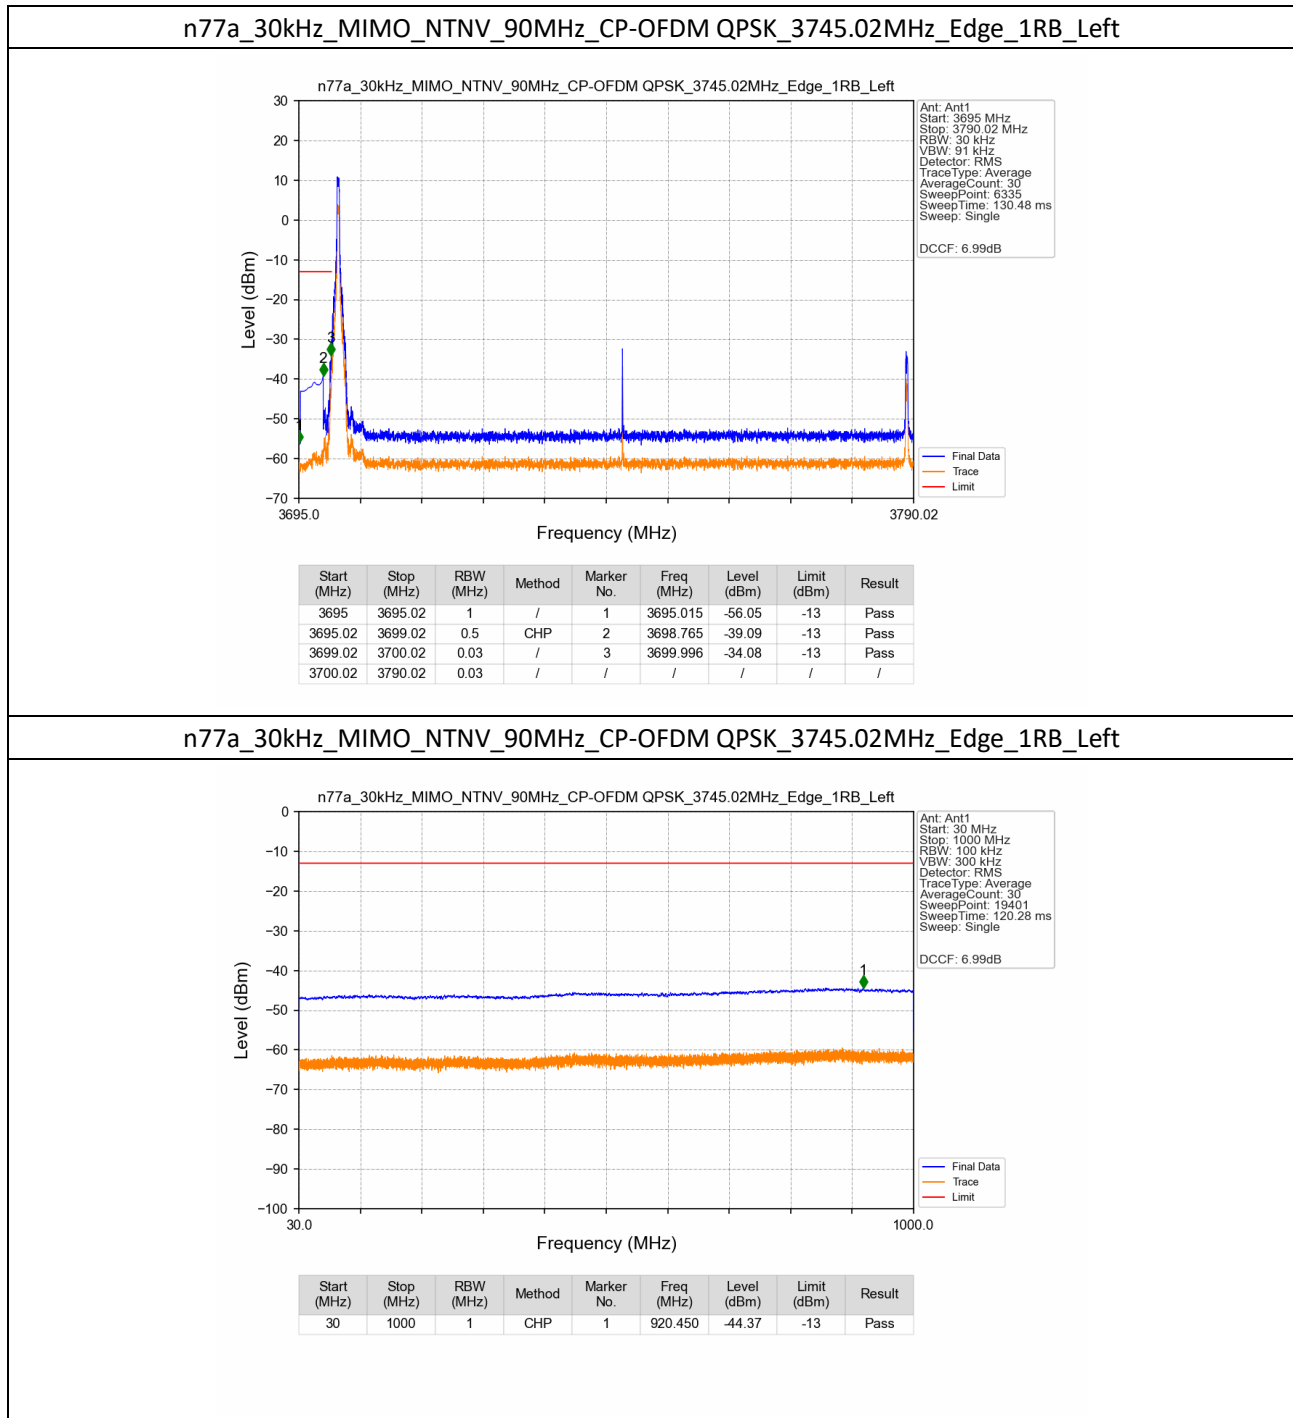 n77a_30kHz_MIMO_NTNV_90MHz_CP-OFDM QPSK_3745.02MHz_Edge_1RB_Left
n77a_30kHz_MIMO_NTNV_90MHz_CP-OFDM QPSK_3745.02MHz_Edge_1RB_Left
30
20
10
0
−10
−20
−30
−40
−50
−60
−70
Level (dBm)
3
2
3695.0
3790.02
Frequency (MHz)
Ant: Ant1
Start: 3695 MHz
Stop: 3790.02 MHz
RBW: 30 kHz
VBW: 91 kHz
Detector: RMS
TraceType: Average
AverageCount: 30
SweepPoint: 6335
SweepTime: 130.48 ms
Sweep: Single
DCCF: 6.99dB
Final Data
Trace
Limit
Start (MHz) Stop (MHz) RBW (MHz) Method Marker No. Freq (MHz) Level (dBm) Limit (dBm) Result
3695 3695.02 1 / 1 3695.015 -56.05 -13 Pass
3695.02 3699.02 0.5 CHP 2 3698.765 -39.09 -13 Pass
3699.02 3700.02 0.03 / 3 3699.996 -34.08 -13 Pass
3700.02 3790.02 0.03 / / / / / /
n77a_30kHz_MIMO_NTNV_90MHz_CP-OFDM QPSK_3745.02MHz_Edge_1RB_Left
n77a_30kHz_MIMO_NTNV_90MHz_CP-OFDM QPSK_3745.02MHz_Edge_1RB_Left
0
−10
−20
−30
−40
−50
−60
−70
−80
−90
−100
Level (dBm)
1
30.0
1000.0
Frequency (MHz)
Ant: Ant1
Start: 30 MHz
Stop: 1000 MHz
RBW: 100 kHz
VBW: 300 kHz
Detector: RMS
TraceType: Average
AverageCount: 30
SweepPoint: 19401
SweepTime: 120.28 ms
Sweep: Single
DCCF: 6.99dB
Final Data
Trace
Limit
Start (MHz) Stop (MHz) RBW (MHz) Method Marker No. Freq (MHz) Level (dBm) Limit (dBm) Result
30 1000 1 CHP 1 920.450 -44.37 -13 Pass